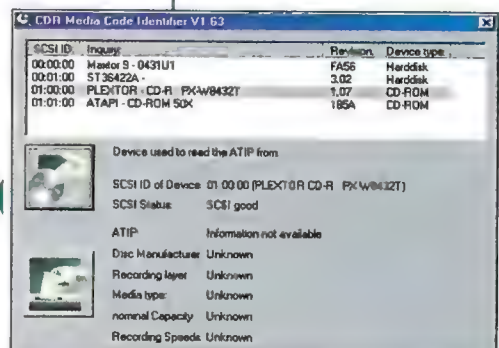 CDR Media Code Identifier V1.63
SCSI ID. Inquiry Revision Device type
00:00:00 Maxtor 9 - 0431U1 FA56 Harddisk
00:01:00 ST36422A - 3.02 Harddisk
01:00:00 PLEXTOR - CD-R PX-W8432T 1.07 CD-ROM
01:01:00 ATAPI - CD-ROM 50X 185A CD-ROM
Device used to read the ATIP from
SCSI ID of Device 01:00:00 (PLEXTOR CD-R PX-W8432T)
SCSI Status: SCSI good
ATIP: Information not available
Disc Manufacturer Unknown
Recording layer Unknown
Media type: Unknown
nominal Capacity Unknown
Recording Speeds Unknown